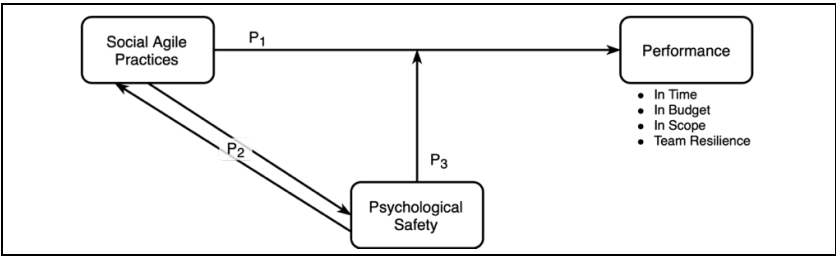 Social Agile
Practices
P1
Performance
In Time
In Budget
In Scope
Team Resilience
P2
P3
Psychological
Safety